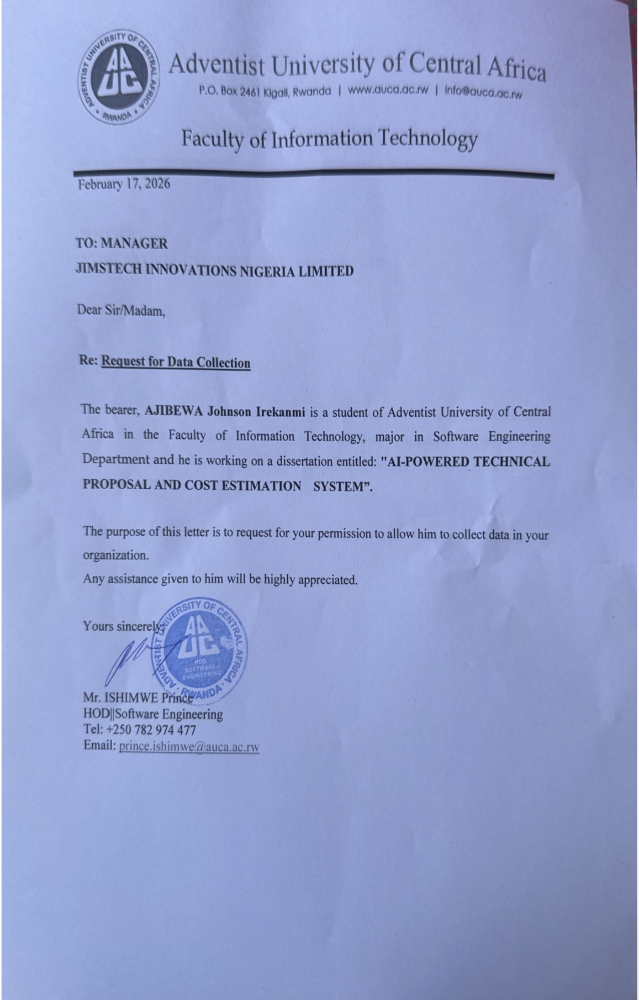 ADVENTIST UNIVERSITY OF CENTRAL AFRICA
AAUC
• RWANDA •
Adventist University of Central Africa
P.O. Box 2461 Kigali, Rwanda | www.auca.ac.rw | info@auca.ac.rw
Faculty of Information Technology
February 17, 2026
TO: MANAGER
JIMSTECH INNOVATIONS NIGERIA LIMITED
Dear Sir/Madam,
Re: Request for Data Collection
The bearer, AJIBEWA Johnson Irekanmi is a student of Adventist University of Central
Africa in the Faculty of Information Technology, major in Software Engineering
Department and he is working on a dissertation entitled: "AI-POWERED TECHNICAL
PROPOSAL AND COST ESTIMATION SYSTEM”.
The purpose of this letter is to request for your permission to allow him to collect data in your
organization.
Any assistance given to him will be highly appreciated.
Yours sincerely,
ADVENTIST UNIVERSITY OF CENTRAL AFRICA
AAUC
HOD
SOFTWARE
ENGINEERING
• RWANDA •
Mr. ISHIMWE Prince
HOD||Software Engineering
Tel: +250 782 974 477
Email: prince.ishimwe@auca.ac.rw